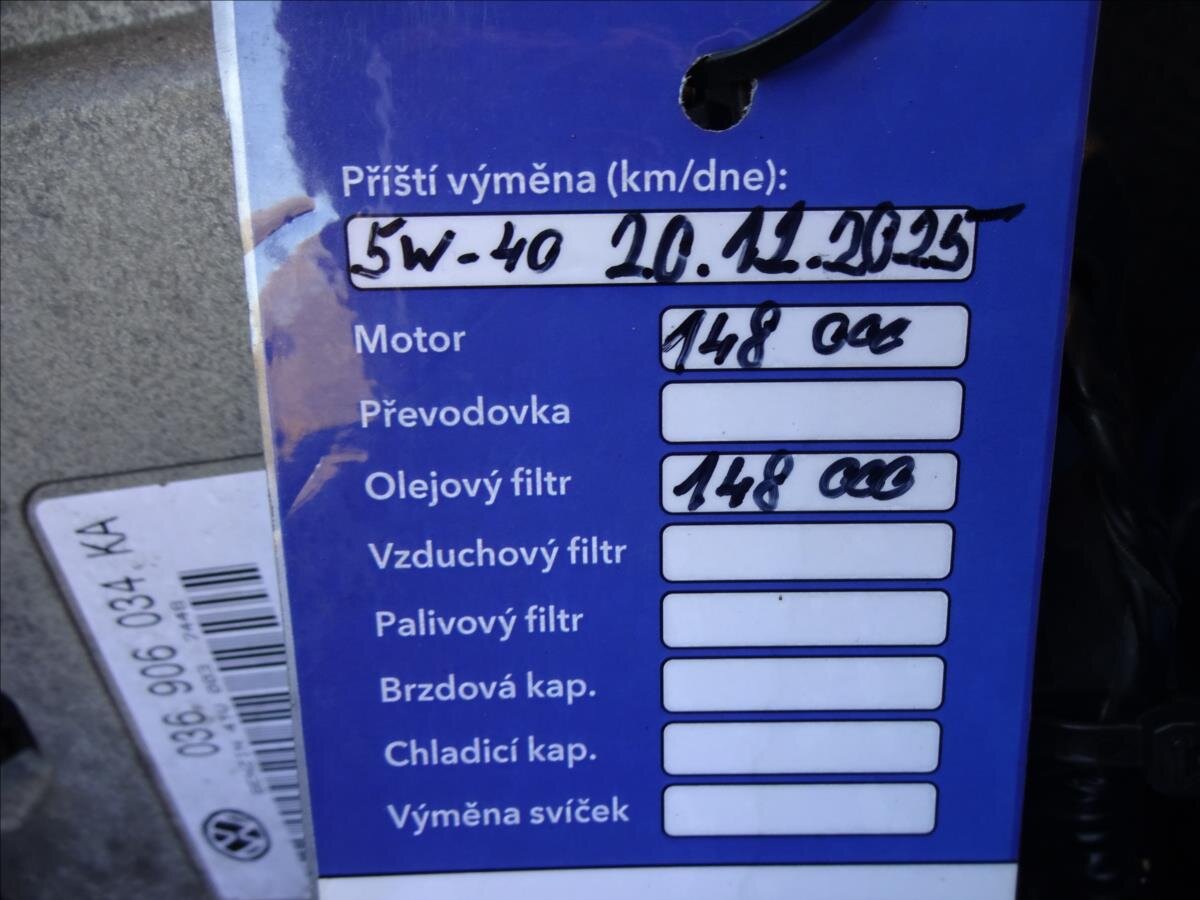 Příští výměna (km/dne):
5W-40 20.12.2025
Motor 148 000
Převodovka
Olejový filtr 148 000
Vzduchový filtr
Palivový filtr
Brzdová kap.
Chladicí kap.
Výměna svíček
036 906 034 KA